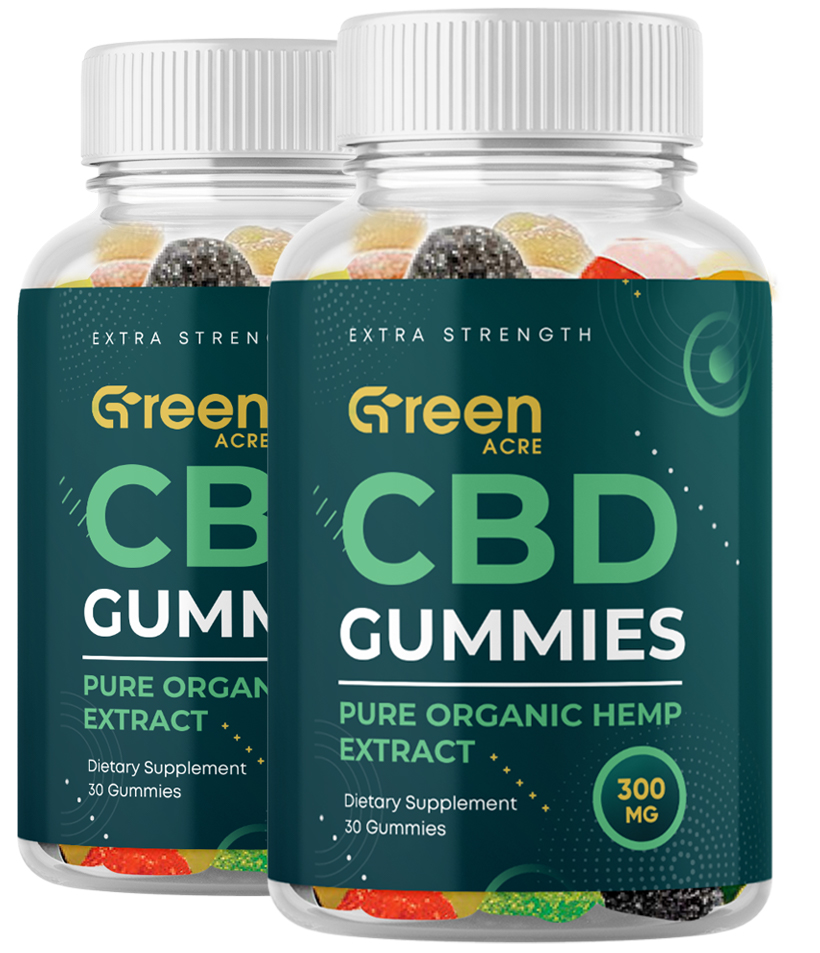 EXTRA STRENG
Green
ACRE
CB
GUMM
PURE ORGAN
EXTRACT
Dietary Supplement
30 Gummies
EXTRA STRENGTH
Green
ACRE
CBD
GUMMIES
PURE ORGANIC HEMP
EXTRACT
Dietary Supplement
30 Gummies
300
MG